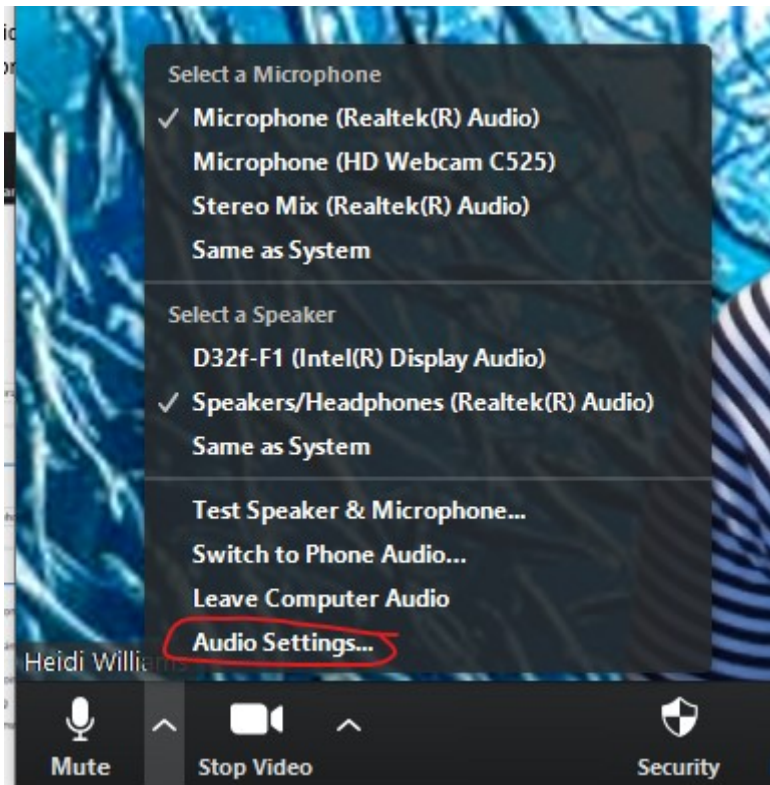 Select a Microphone
Microphone (Realtek(R) Audio)
Microphone (HD Webcam C525)
Stereo Mix (Realtek(R) Audio)
Same as System
Select a Speaker
D32f-F1 (Intel(R) Display Audio)
Speakers/Headphones (Realtek(R) Audio)
Same as System
Test Speaker & Microphone...
Switch to Phone Audio...
Leave Computer Audio
Audio Settings...
Heidi Williams
Mute
Stop Video
Security